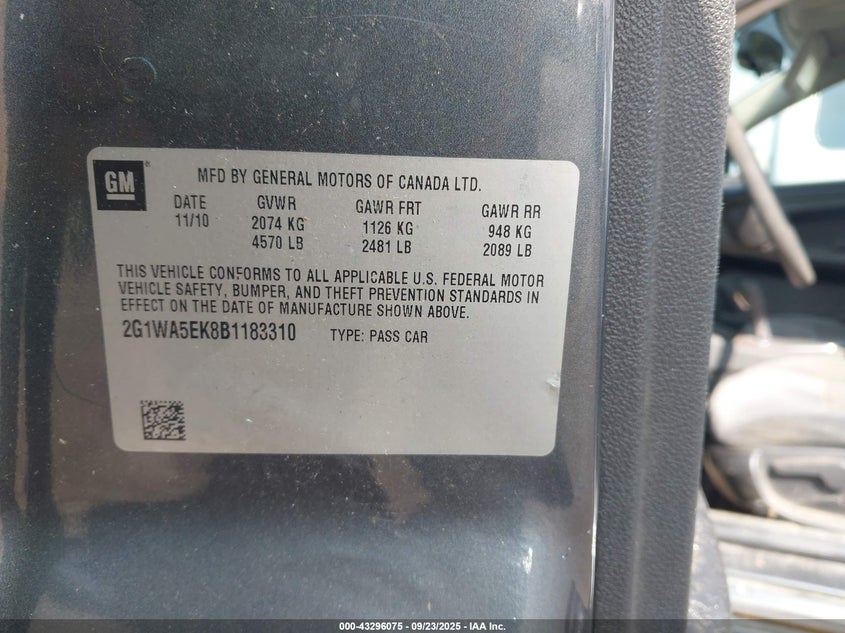 GM ®
MFD BY GENERAL MOTORS OF CANADA LTD.
DATE GVWR GAWR FRT GAWR RR
11/10 2074 KG 1126 KG 948 KG
4570 LB 2481 LB 2089 LB
THIS VEHICLE CONFORMS TO ALL APPLICABLE U.S. FEDERAL MOTOR
VEHICLE SAFETY, BUMPER, AND THEFT PREVENTION STANDARDS IN
EFFECT ON THE DATE OF MANUFACTURE SHOWN ABOVE.
2G1WA5EK8B1183310 TYPE: PASS CAR
000-43296075 - 09/23/2025 - IAA Inc.